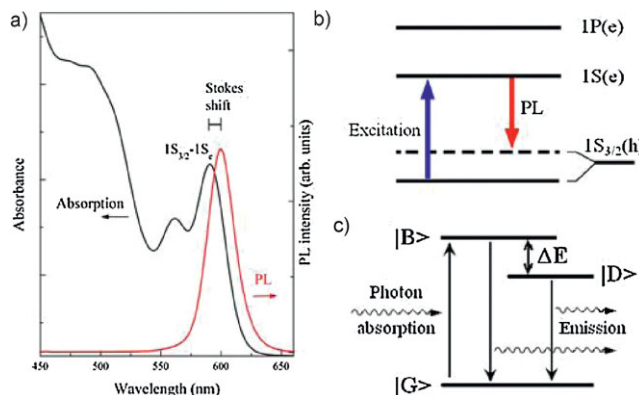 a)
Absorbance
PL intensity (arb. units)
Stokes
shift
1S3/2-1Se
Absorption
PL
450 500 550 600 650
Wavelength (nm)
b)
1P(e)
1S(e)
PL
Excitation
1S3/2(h)
c)
|B>
ΔE
|D>
Photon
absorption
Emission
|G>